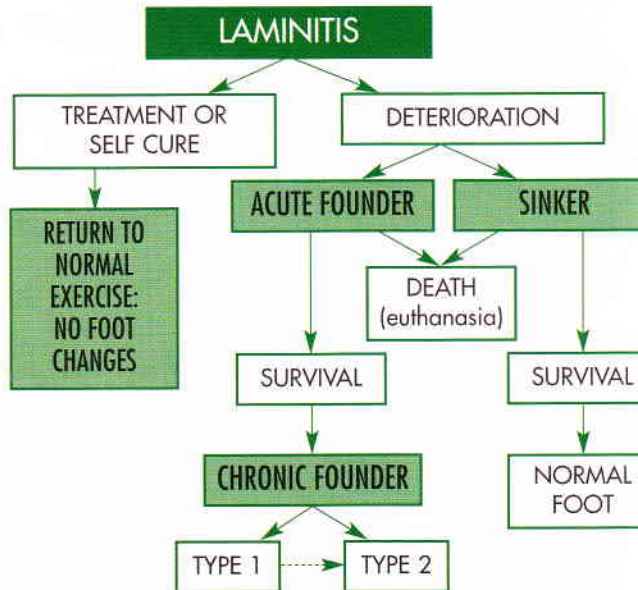 LAMINITIS
TREATMENT OR
SELF CURE
DETERIORATION
RETURN TO
NORMAL
EXERCISE:
NO FOOT
CHANGES
ACUTE FOUNDER
SINKER
DEATH
(euthanasia)
SURVIVAL
SURVIVAL
CHRONIC FOUNDER
NORMAL
FOOT
TYPE 1
TYPE 2